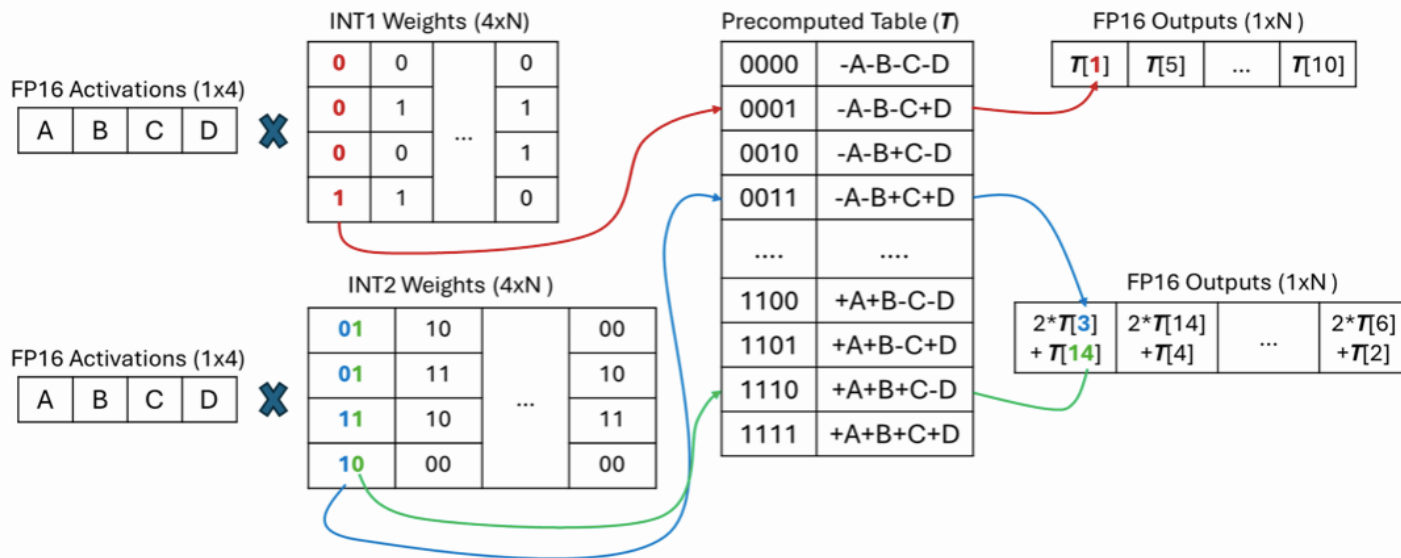 INT1 Weights (4xN)
0 0 0
0 1 1
0 0 ... 1
1 1 0
FP16 Activations (1x4)
A B C D
INT2 Weights (4xN )
01 10 00
01 11 10
11 10 ... 11
10 00 00
FP16 Activations (1x4)
A B C D
Precomputed Table (T)
0000 -A-B-C-D
0001 -A-B-C+D
0010 -A-B+C-D
0011 -A-B+C+D
.... ....
1100 +A+B-C-D
1101 +A+B-C+D
1110 +A+B+C-D
1111 +A+B+C+D
FP16 Outputs (1xN )
T[1] T[5] ... T[10]
FP16 Outputs (1xN )
2*T[3] 2*T[14] ... 2*T[6]
+ T[14] +T[4] +T[2]